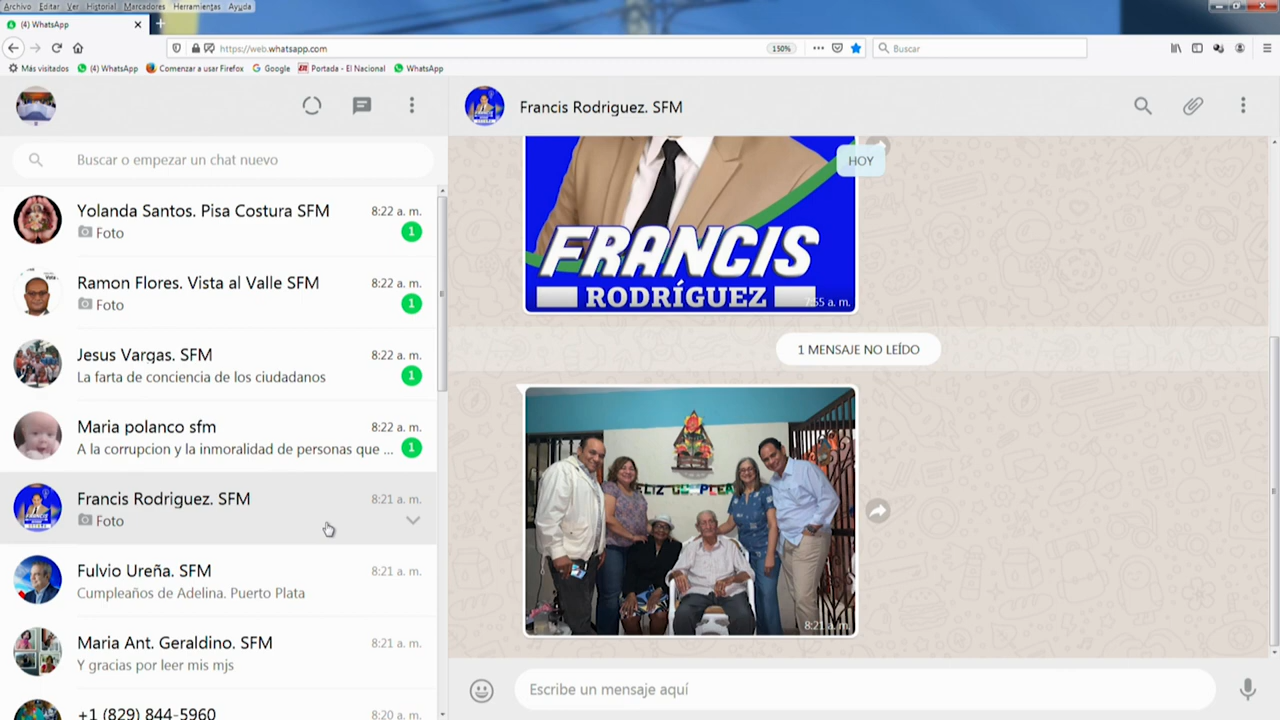 Archivo Editar Ver Historial Marcadores Herramientas Ayuda
(4) WhatsApp
https://web.whatsapp.com
150%
Buscar
Más visitados
(4) WhatsApp
Comenzar a usar Firefox
Google
Portada - El Nacional
WhatsApp
Buscar o empezar un chat nuevo
Yolanda Santos. Pisa Costura SFM
8:22 a. m.
Foto
1
Ramon Flores. Vista al Valle SFM
8:22 a. m.
Foto
1
Jesus Vargas. SFM
8:22 a. m.
La farta de conciencia de los ciudadanos
1
Maria polanco sfm
8:22 a. m.
A la corrupcion y la inmoralidad de personas que ...
1
Francis Rodriguez. SFM
8:21 a. m.
Foto
Fulvio Ureña. SFM
8:21 a. m.
Cumpleaños de Adelina. Puerto Plata
Maria Ant. Geraldino. SFM
8:21 a. m.
Y gracias por leer mis mjs
+1 (829) 844-5960
8:20 a. m.
Francis Rodriguez. SFM
HOY
FRANCIS
RODRÍGUEZ
7:55 a. m.
1 MENSAJE NO LEÍDO
8:21 a. m.
Escribe un mensaje aquí